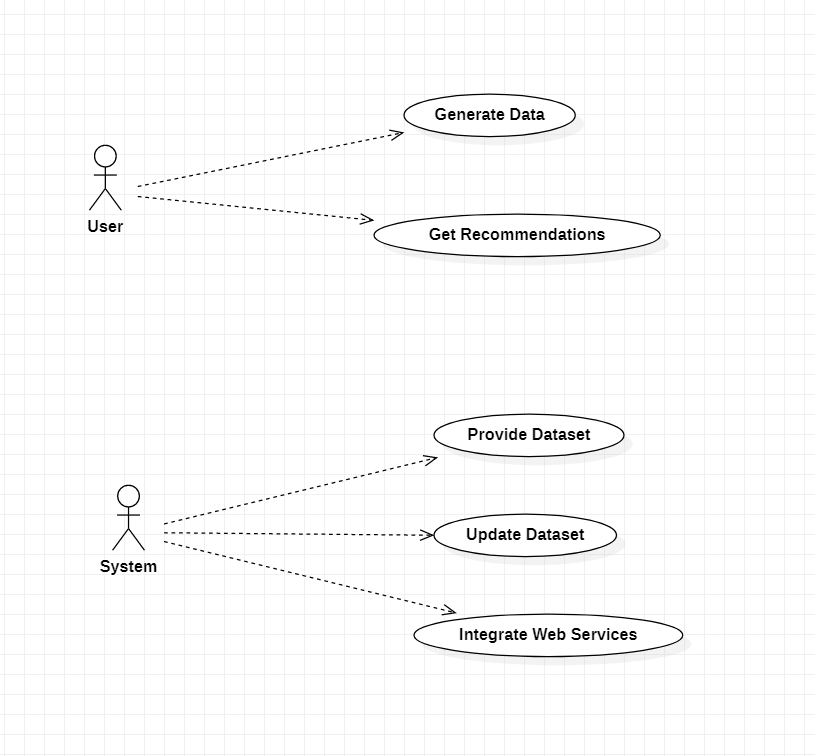 Generate Data
User
Get Recommendations
Provide Dataset
Update Dataset
System
Integrate Web Services